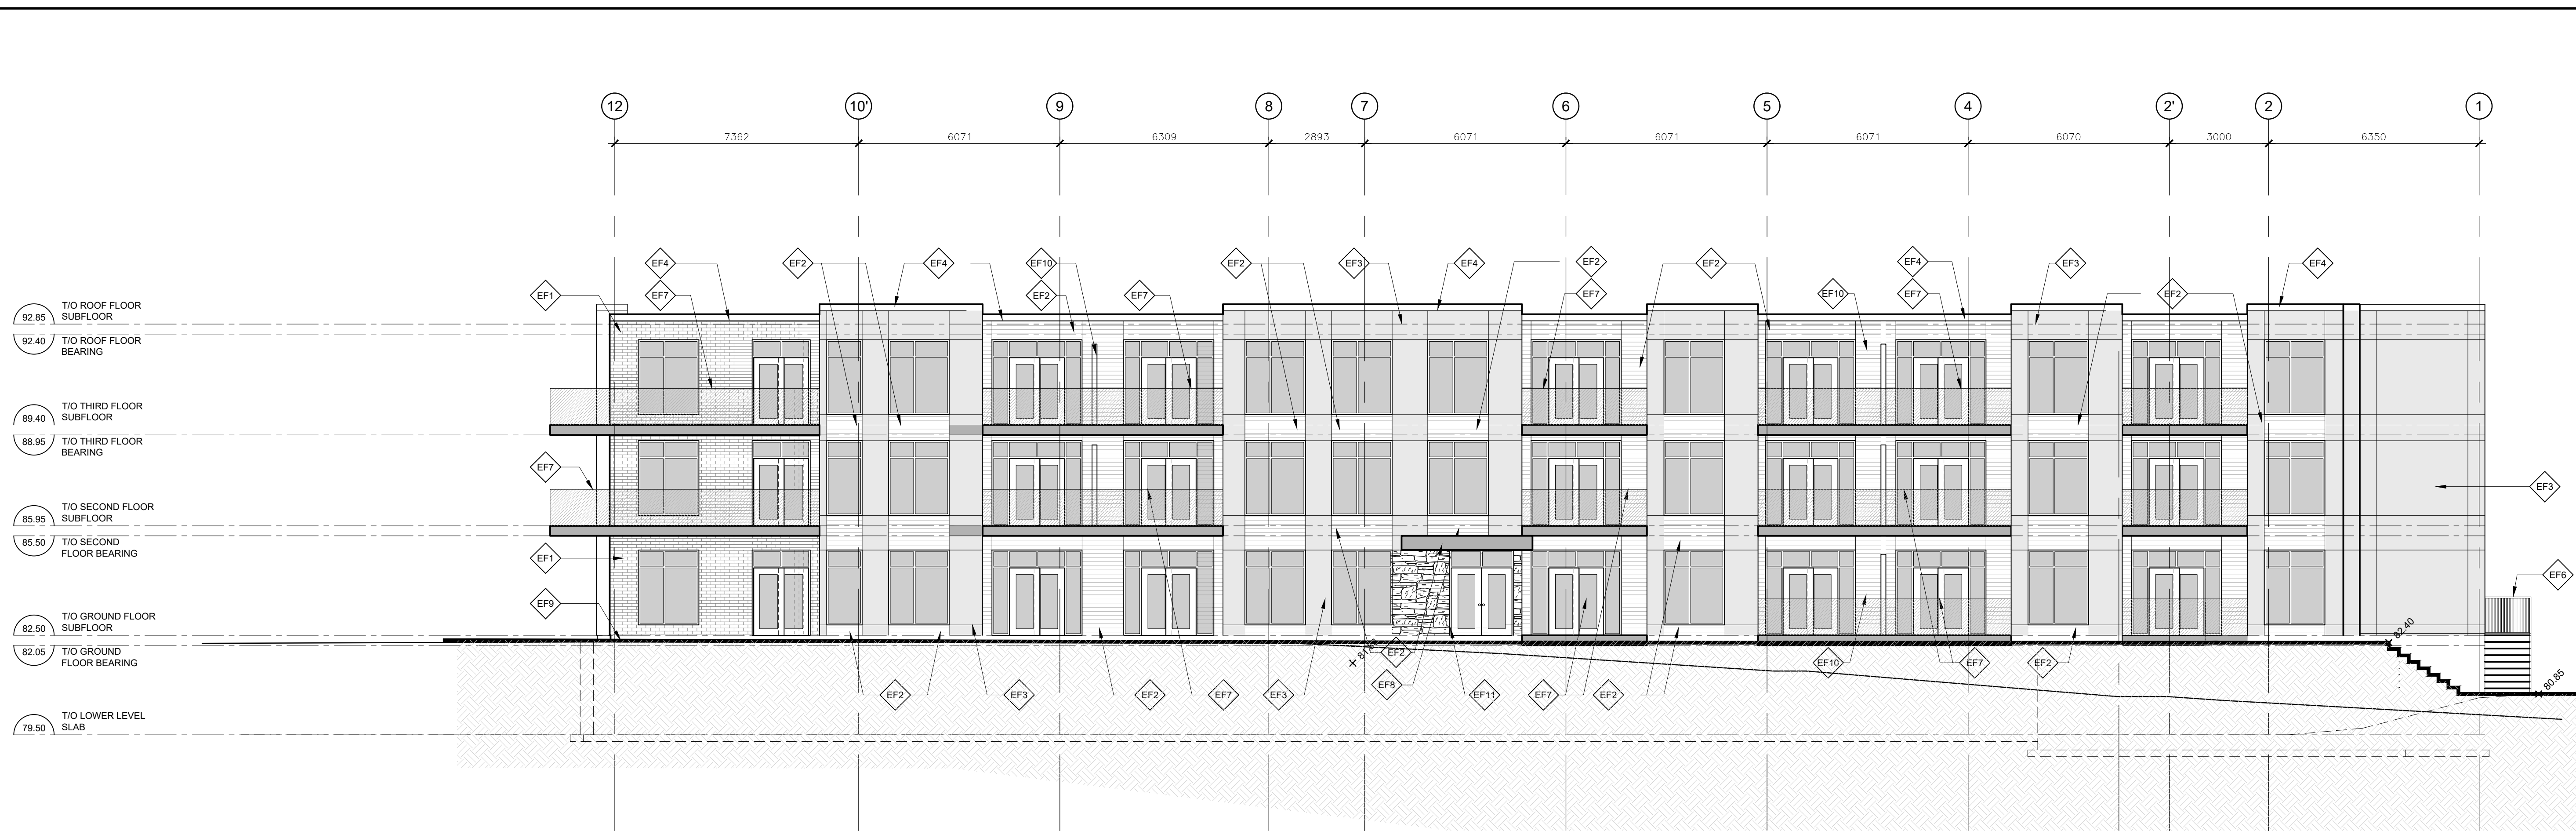 12 10' 9 8 7 6 5 4 2' 2 1
7362 6071 6309 2893 6071 6071 6071 6070 3000 6350
EF4 EF2 EF4 EF10 EF2 EF3 EF4 EF2 EF2 EF4 EF3 EF4
EF1 EF7 EF2 EF7 EF7 EF10 EF7 EF2
92.85 T/O ROOF FLOOR
SUBFLOOR
92.40 T/O ROOF FLOOR
BEARING
89.40 T/O THIRD FLOOR
SUBFLOOR
88.95 T/O THIRD FLOOR
BEARING
EF7
EF3
85.95 T/O SECOND FLOOR
SUBFLOOR
85.50 T/O SECOND
FLOOR BEARING
EF1
EF6
EF9
82.50 T/O GROUND FLOOR
SUBFLOOR
82.05 T/O GROUND
FLOOR BEARING
82.40
EF2
EF10 EF7 EF2
EF8
80.85
EF2 EF3 EF2 EF7 EF3 EF11 EF7 EF2
79.50 T/O LOWER LEVEL
SLAB